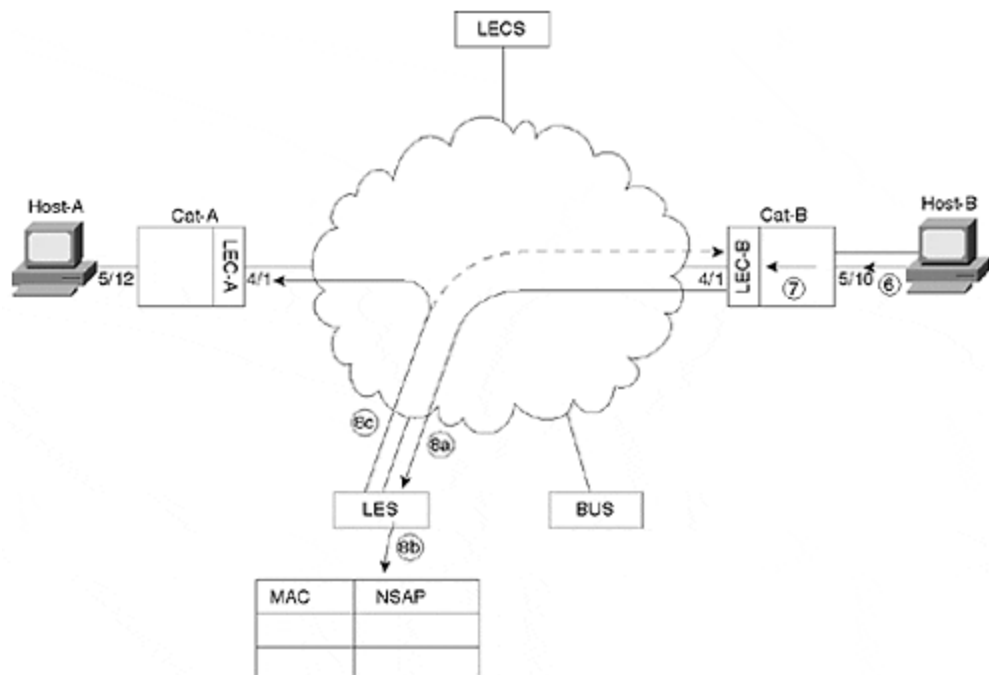 LECS
Host-A
Cat-A
Cat-B
Host-B
LEC-A
LEC-B
5/12
4/1
4/1
7
5/10
6
8c
8a
LES
BUS
8b
MAC NSAP